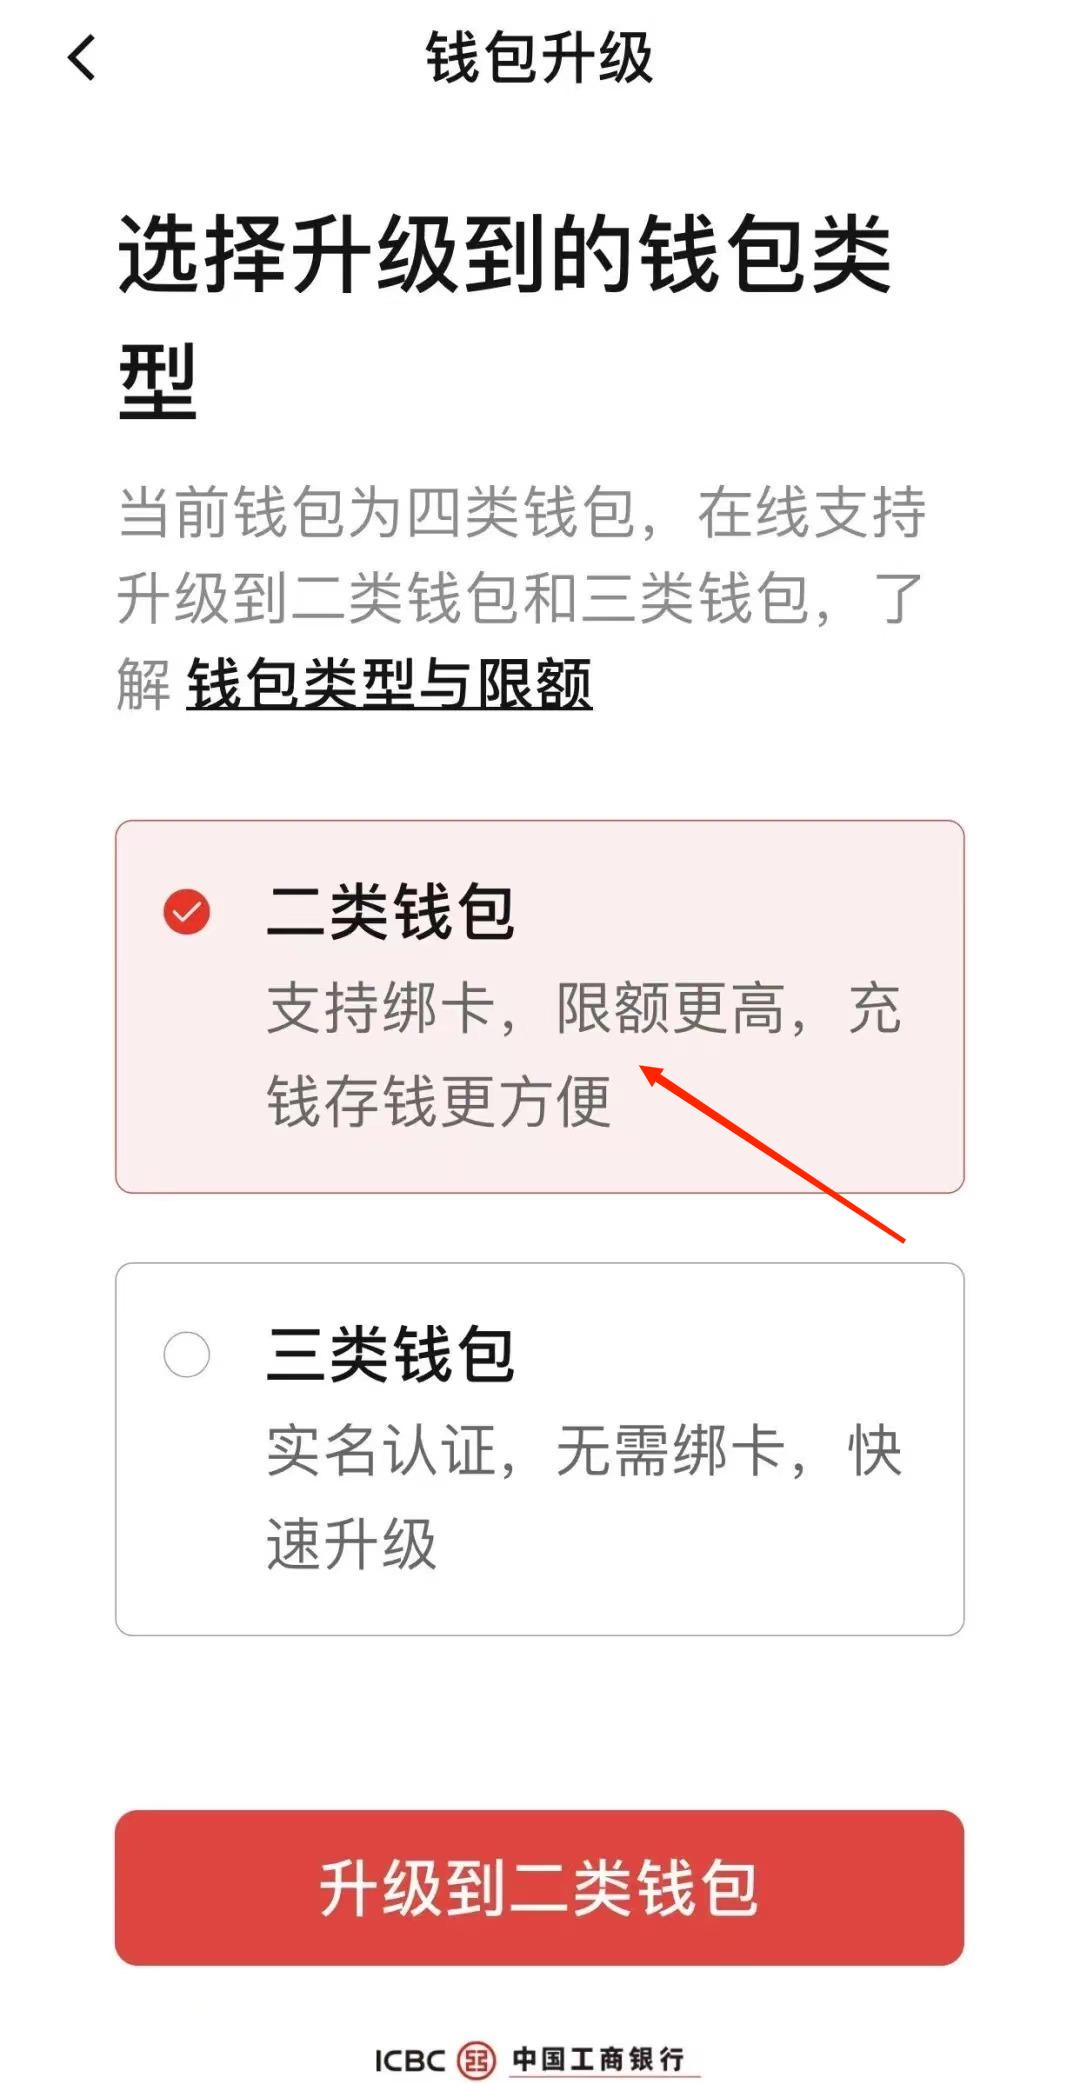 钱包升级
选择升级到的钱包类
型
当前钱包为四类钱包，在线支持
升级到二类钱包和三类钱包，了
解 钱包类型与限额
二类钱包
支持绑卡，限额更高，充
钱存钱更方便
三类钱包
实名认证，无需绑卡，快
速升级
升级到二类钱包
ICBC 中国工商银行